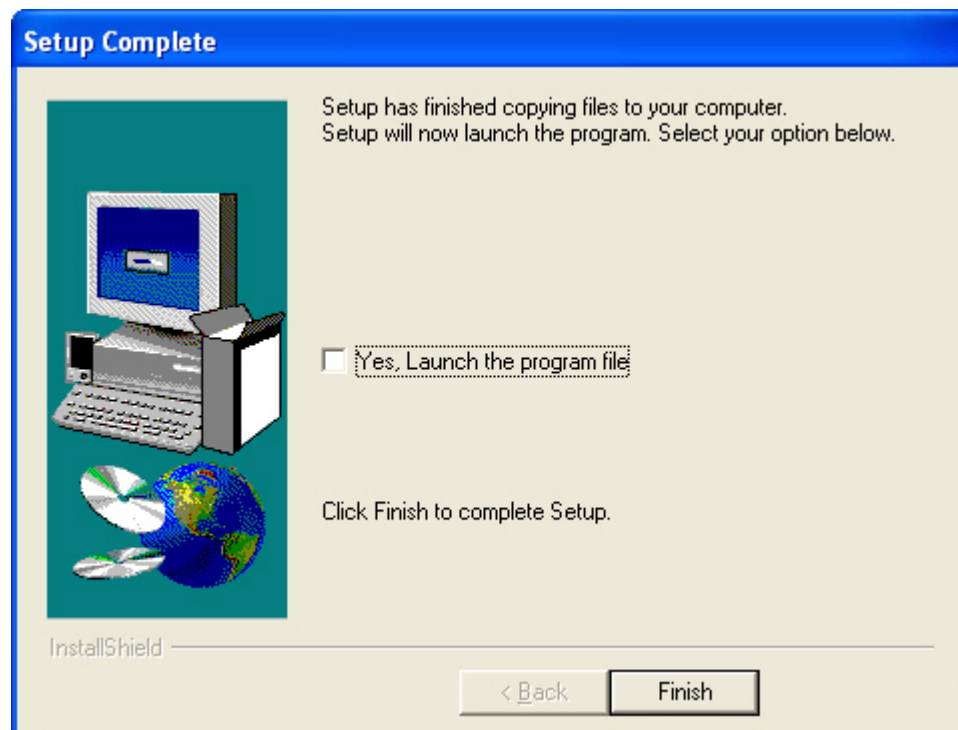 Setup Complete
Setup has finished copying files to your computer.
Setup will now launch the program. Select your option below.
Yes, Launch the program file
Click Finish to complete Setup.
InstallShield
< Back
Finish